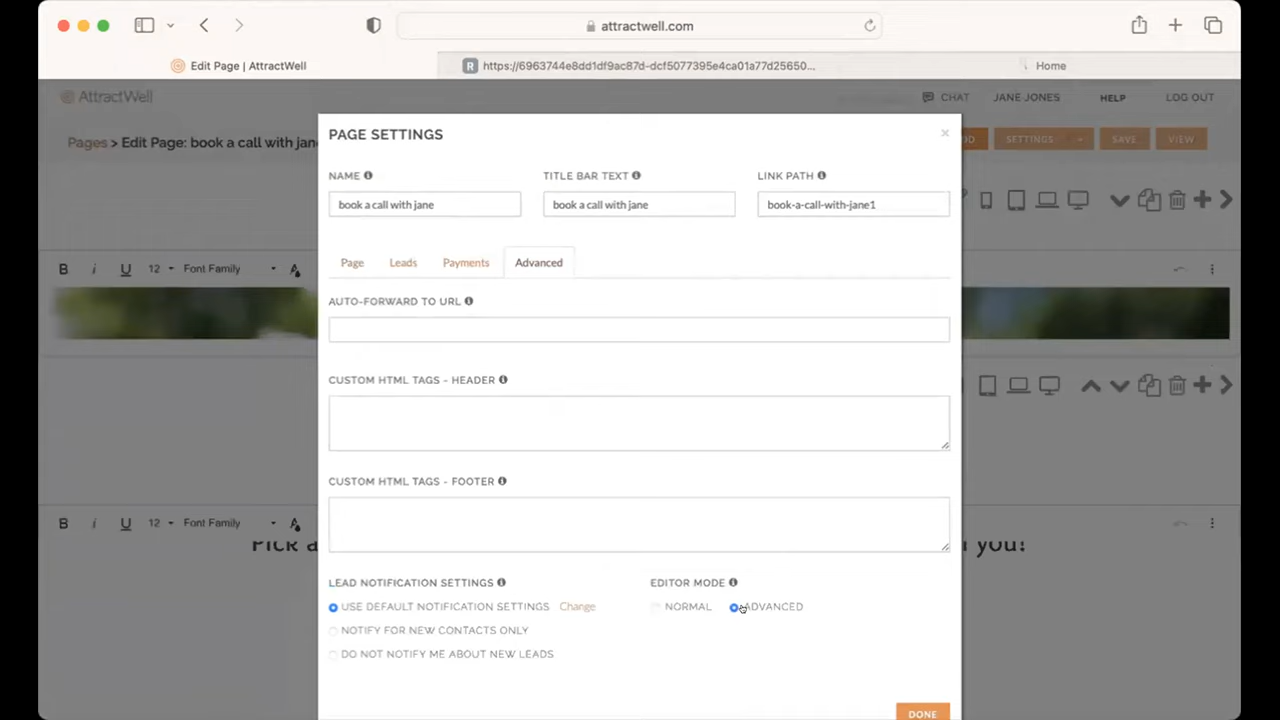 attractwell.com
Edit Page | AttractWell
https://6963744e8dd1df9ac87d-dcf5077395e4ca01a77d25650...
Home
AttractWell
CHAT
JANE JONES
HELP
LOG OUT
Pages > Edit Page: book a call with jane
SETTINGS
SAVE
VIEW
PAGE SETTINGS
NAME
TITLE BAR TEXT
LINK PATH
book a call with jane
book a call with jane
book-a-call-with-jane1
Page
Leads
Payments
Advanced
B i U 12 Font Family A
AUTO-FORWARD TO URL
CUSTOM HTML TAGS - HEADER
CUSTOM HTML TAGS - FOOTER
B i U 12 Font Family A
Pick a
you!
LEAD NOTIFICATION SETTINGS
EDITOR MODE
USE DEFAULT NOTIFICATION SETTINGS Change
NORMAL
ADVANCED
NOTIFY FOR NEW CONTACTS ONLY
DO NOT NOTIFY ME ABOUT NEW LEADS
DONE